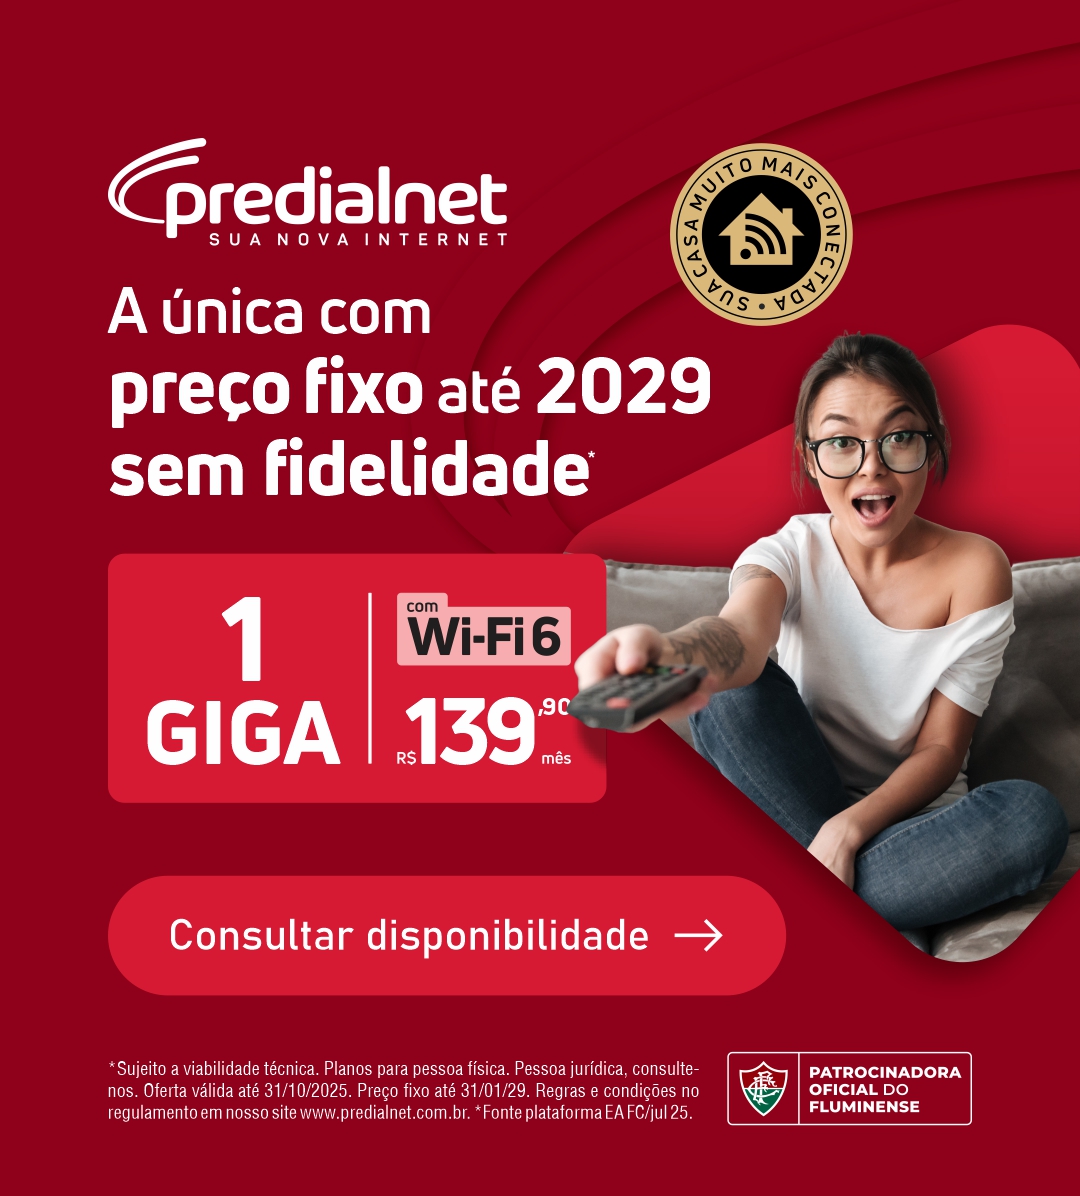 predialnet
SUA NOVA INTERNET
SUA CASA MUITO MAIS CONECTADA •
A única com
preço fixo até 2029
sem fidelidade*
1
GIGA
com
Wi-Fi 6
R$139,90
mês
Consultar disponibilidade →
*Sujeito a viabilidade técnica. Planos para pessoa física. Pessoa jurídica, consulte-
nos. Oferta válida até 31/10/2025. Preço fixo até 31/01/29. Regras e condições no
regulamento em nosso site www.predialnet.com.br. *Fonte plataforma EA FC/jul 25.
PATROCINADORA
OFICIAL DO
FLUMINENSE